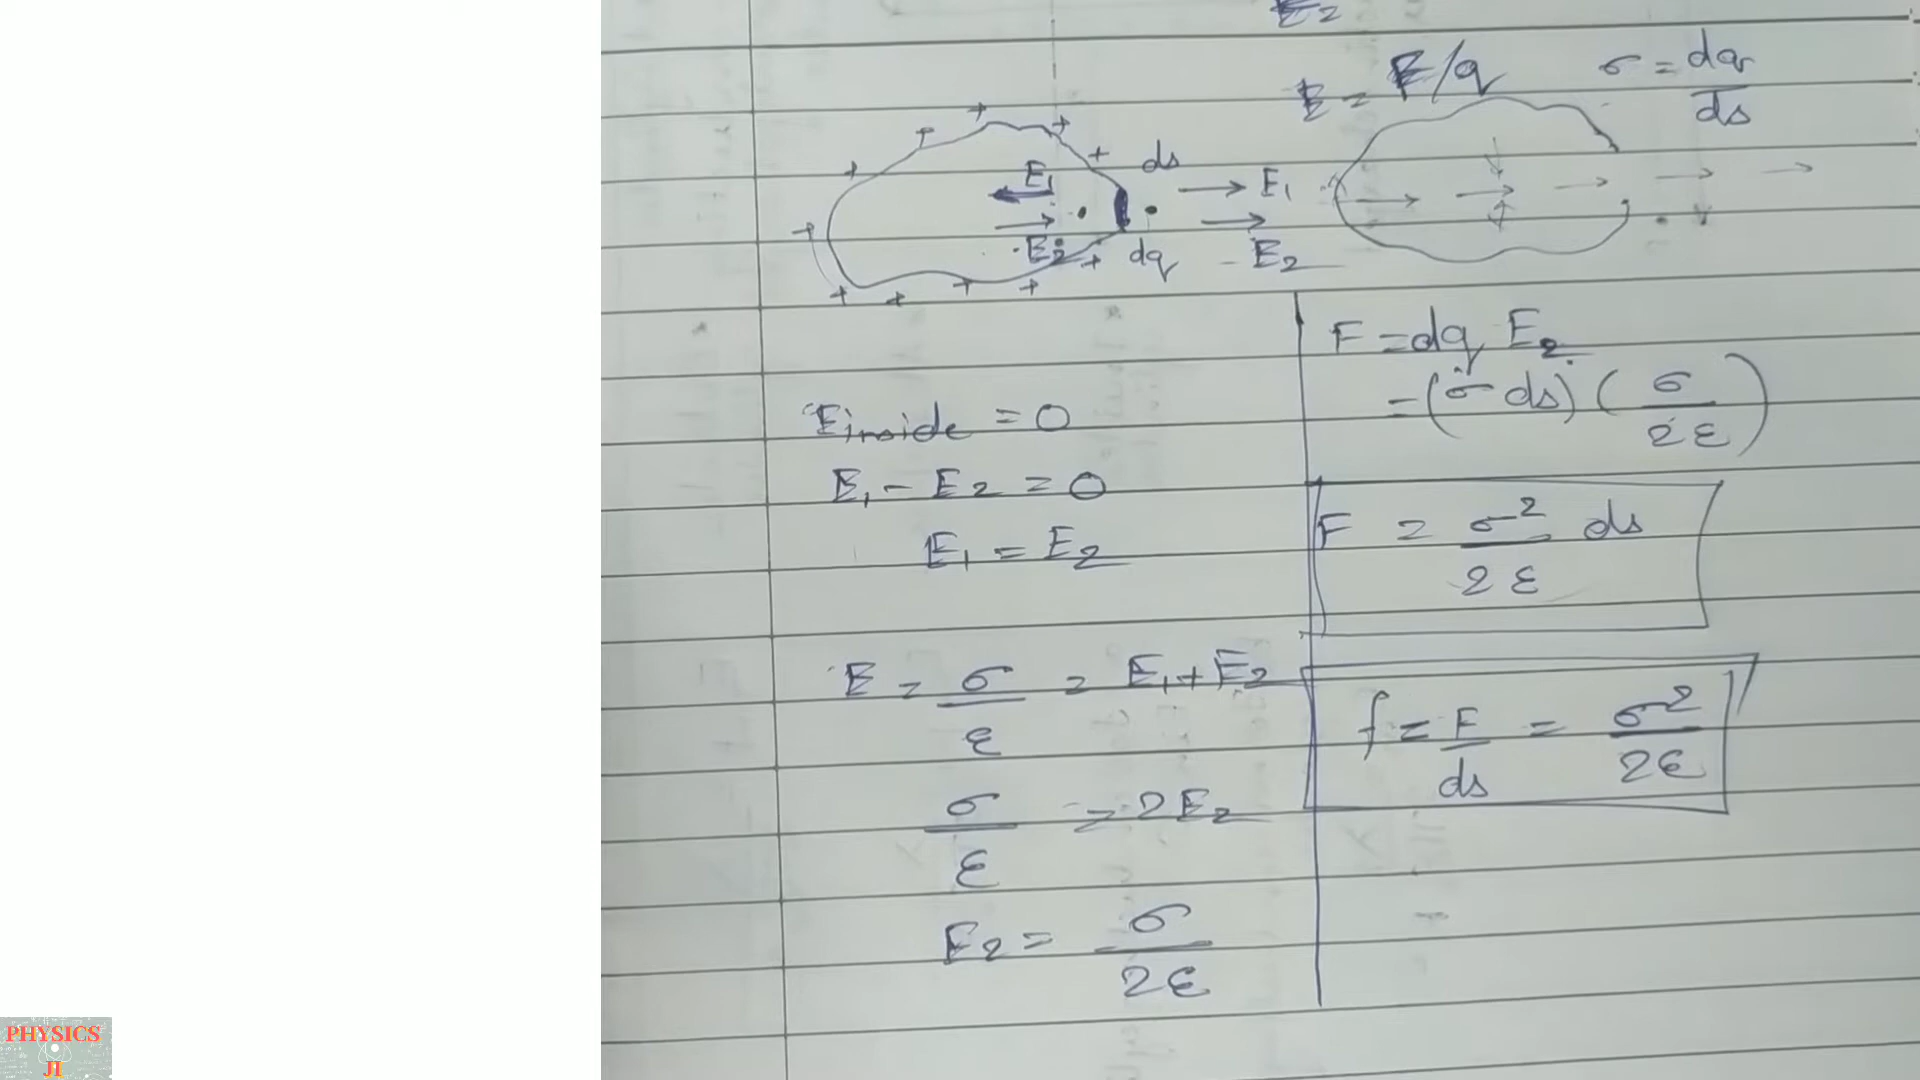 E2
E = F/q σ = dq/ds
+ + + + + + + + + + + +
ds
E1 → E1
E2 dq E2
F = dq E2
= (σ ds) (σ/2ε)
Einside = 0
E1 - E2 = 0
E1 = E2
F = σ²/2ε ds
E = σ/ε = E1 + E2
f = F/ds = σ²/2ε
σ/ε = 2E2
E2 = σ/2ε
PHYSICS
JI